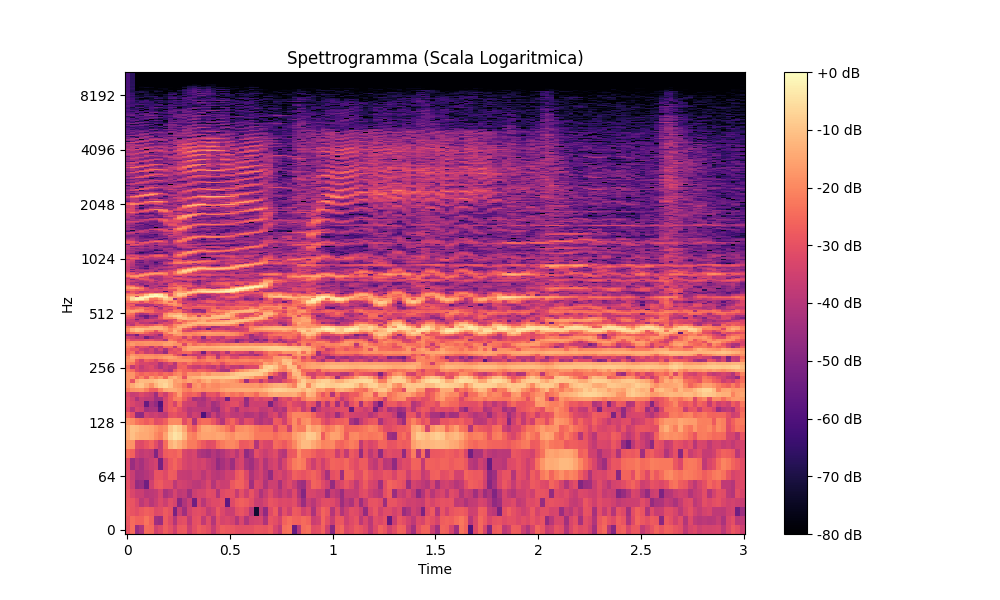 Spettrogramma (Scala Logaritmica)
Hz
8192
4096
2048
1024
512
256
128
64
0
0 0.5 1 1.5 2 2.5 3
Time
+0 dB
-10 dB
-20 dB
-30 dB
-40 dB
-50 dB
-60 dB
-70 dB
-80 dB